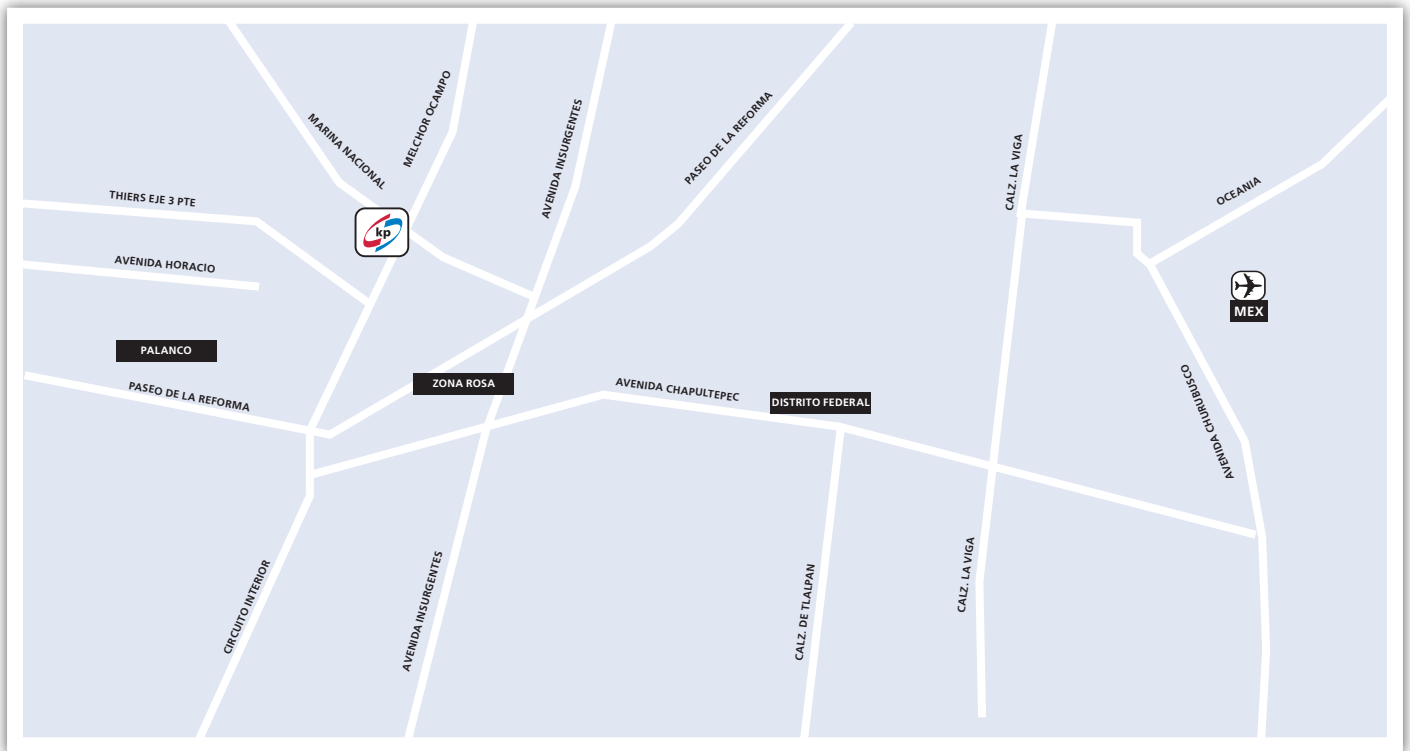 MARINA NACIONAL
MELCHOR OCAMPO
AVENIDA INSURGENTES
PASEO DE LA REFORMA
CALZ. LA VIGA
OCEANIA
THIERS EJE 3 PTE
kp
AVENIDA HORACIO
MEX
PALANCO
PASEO DE LA REFORMA
ZONA ROSA
AVENIDA CHAPULTEPEC
DISTRITO FEDERAL
AVENIDA CHURUBUSCO
CIRCUITO INTERIOR
AVENIDA INSURGENTES
CALZ. DE TLALPAN
CALZ. LA VIGA